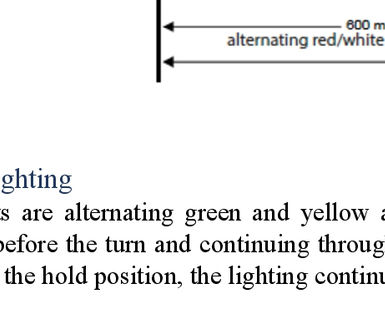 600 m
alternating red/white
ghting
s are alternating green and yellow a
before the turn and continuing throug
the hold position, the lighting continu